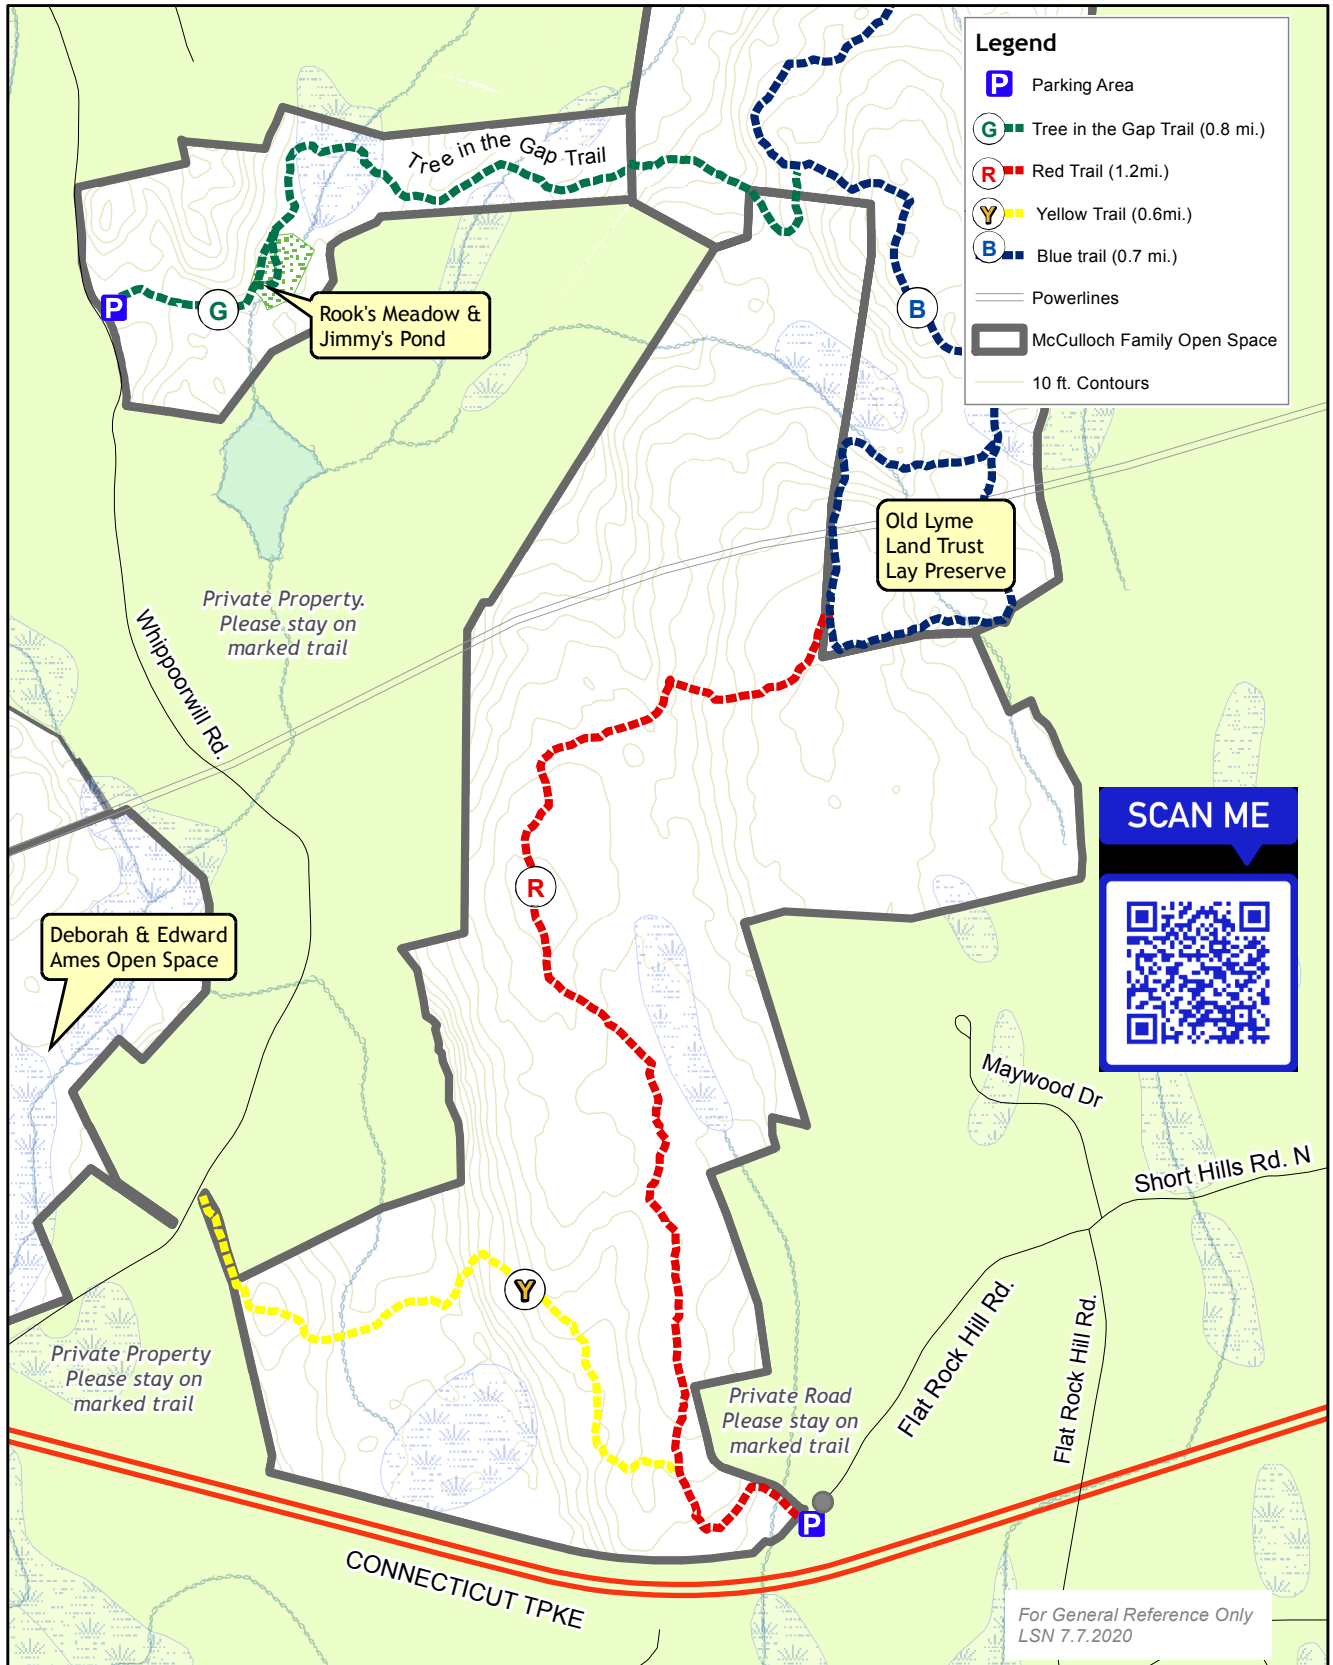 Legend
P Parking Area
G Tree in the Gap Trail (0.8 mi.)
R Red Trail (1.2mi.)
Y Yellow Trail (0.6mi.)
B Blue trail (0.7 mi.)
Powerlines
McCulloch Family Open Space
10 ft. Contours
Tree in the Gap Trail
P
G
B
Rook's Meadow &
Jimmy's Pond
Old Lyme
Land Trust
Lay Preserve
Private Property.
Please stay on
marked trail
Whippoorwill Rd.
SCAN ME
R
Deborah & Edward
Ames Open Space
Maywood Dr
Short Hills Rd. N
Y
Flat Rock Hill Rd.
Flat Rock Hill Rd.
Private Property
Please stay on
marked trail
Private Road
Please stay on
marked trail
P
CONNECTICUT TPKE
For General Reference Only
LSN 7.7.2020